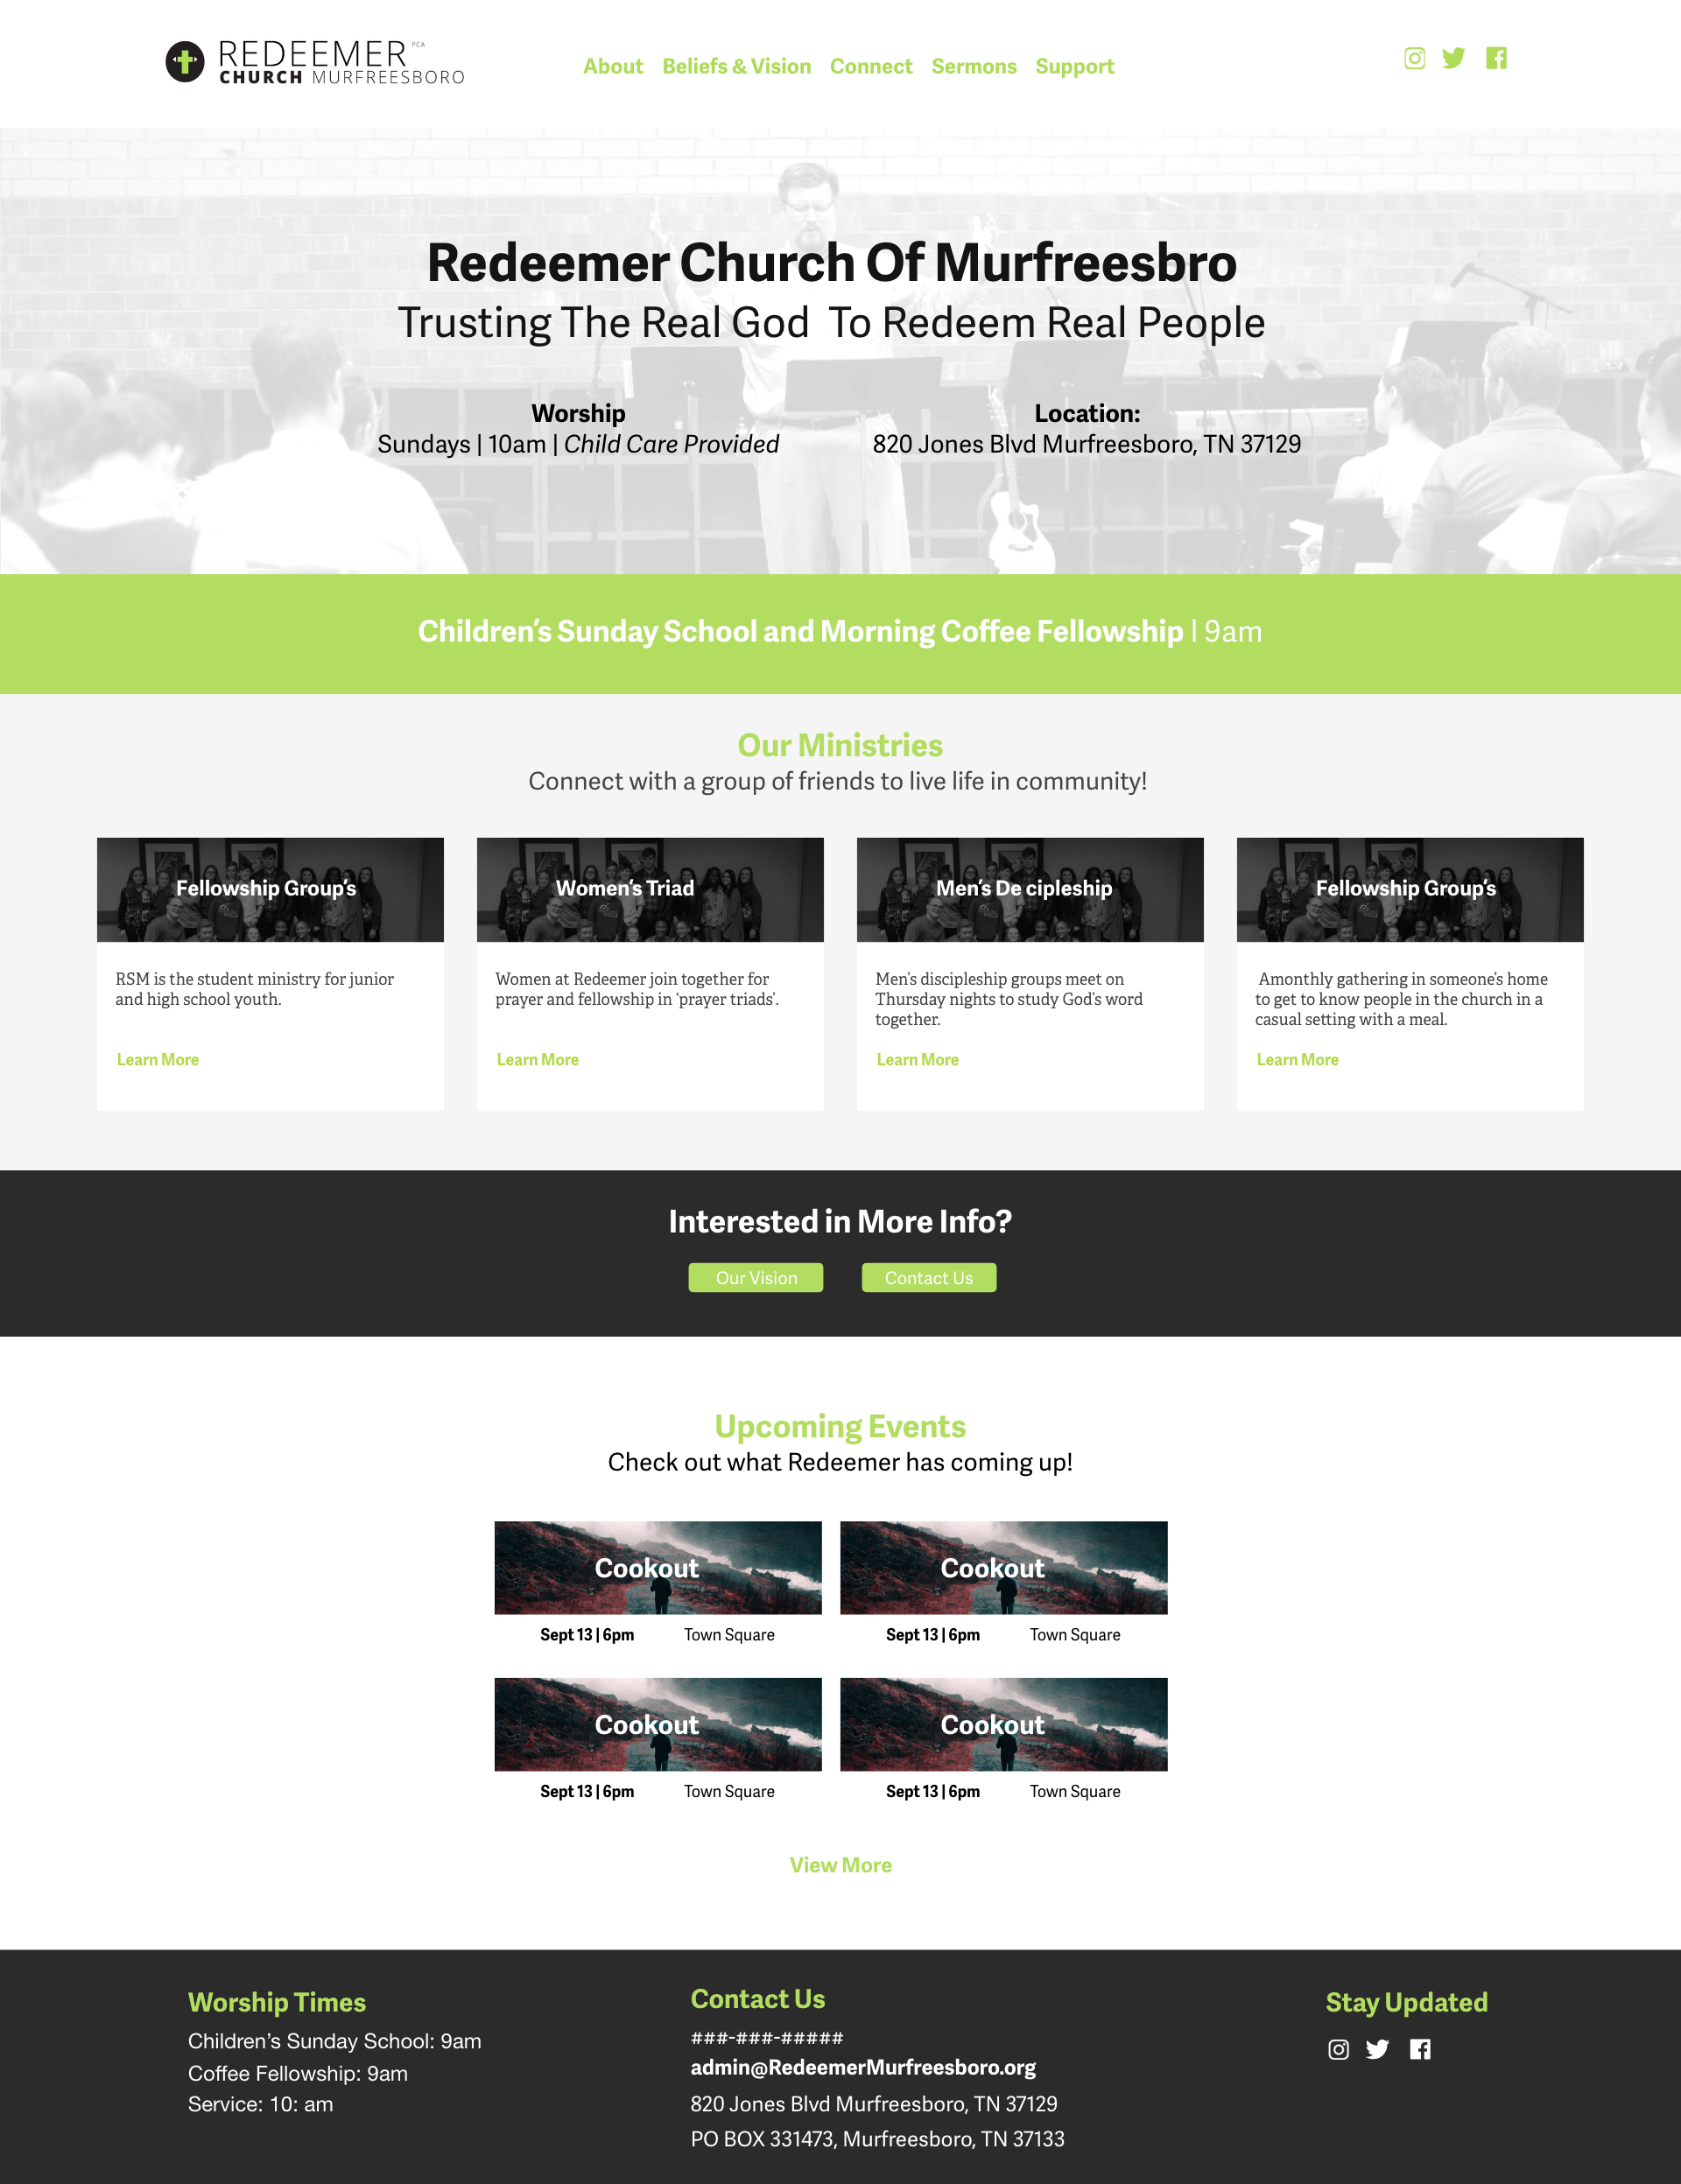 REDEEMER PCA
CHURCH MURFREESBORO
About Beliefs & Vision Connect Sermons Support
Redeemer Church Of Murfreesbro
Trusting The Real God To Redeem Real People
Worship
Sundays | 10am | Child Care Provided
Location:
820 Jones Blvd Murfreesboro, TN 37129
Children’s Sunday School and Morning Coffee Fellowship | 9am
Our Ministries
Connect with a group of friends to live life in community!
Fellowship Group’s
RSM is the student ministry for junior
and high school youth.
Learn More
Women’s Triad
Women at Redeemer join together for
prayer and fellowship in ‘prayer triads’.
Learn More
Men’s De cipleship
Men’s discipleship groups meet on
Thursday nights to study God’s word
together.
Learn More
Fellowship Group’s
Amonthly gathering in someone’s home
to get to know people in the church in a
casual setting with a meal.
Learn More
Interested in More Info?
Our Vision
Contact Us
Upcoming Events
Check out what Redeemer has coming up!
Cookout
Sept 13 | 6pm Town Square
Cookout
Sept 13 | 6pm Town Square
Cookout
Sept 13 | 6pm Town Square
Cookout
Sept 13 | 6pm Town Square
View More
Worship Times
Children’s Sunday School: 9am
Coffee Fellowship: 9am
Service: 10: am
Contact Us
###-###-#####
admin@RedeemerMurfreesboro.org
820 Jones Blvd Murfreesboro, TN 37129
PO BOX 331473, Murfreesboro, TN 37133
Stay Updated